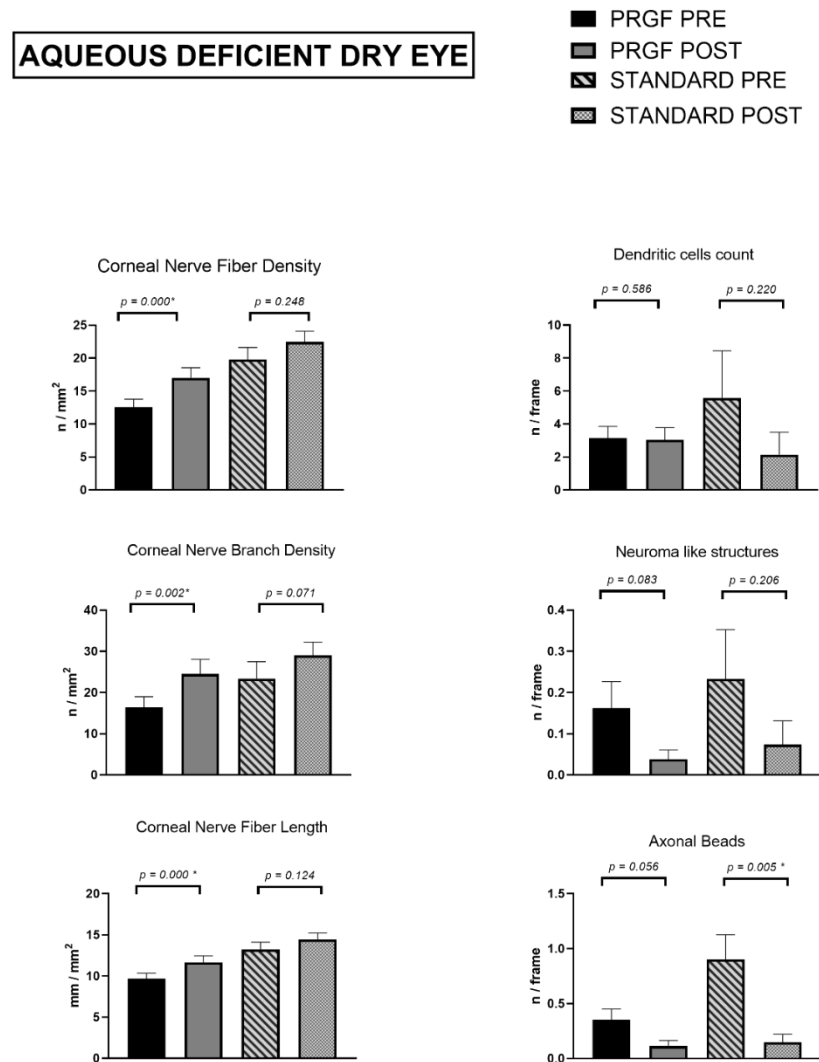 AQUEOUS DEFICIENT DRY EYE
PRGF PRE
PRGF POST
STANDARD PRE
STANDARD POST
Corneal Nerve Fiber Density
p = 0.000*
p = 0.248
25
20
15
10
5
0
n / mm²
Dendritic cells count
p = 0.586
p = 0.220
10
8
6
4
2
0
n / frame
Corneal Nerve Branch Density
p = 0.002*
p = 0.071
40
30
20
10
0
n / mm²
Neuroma like structures
p = 0.083
p = 0.206
0.4
0.3
0.2
0.1
0.0
n / frame
Corneal Nerve Fiber Length
p = 0.000 *
p = 0.124
20
15
10
5
0
mm / mm²
Axonal Beads
p = 0.056
p = 0.005 *
1.5
1.0
0.5
0.0
n / frame